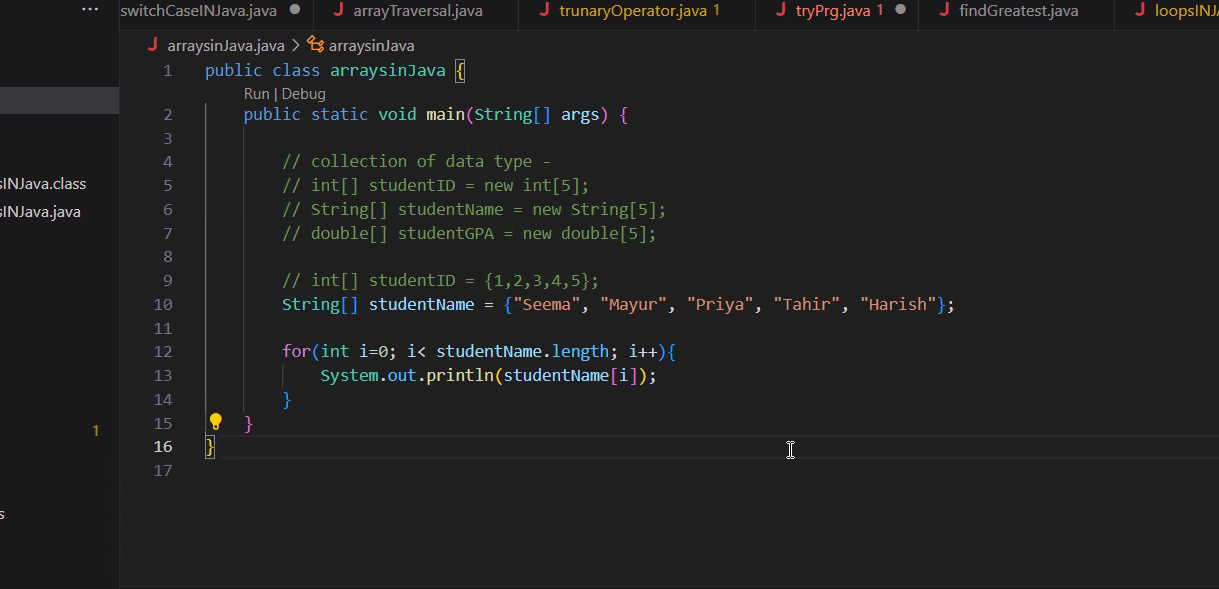 switchCaseINJava.java J arrayTraversal.java J trunaryOperator.java 1 J tryPrg.java 1 J findGreatest.java J loopsINJ
J arraysinJava.java > arraysinJava
1 public class arraysinJava {
Run | Debug
2 public static void main(String[] args) {
3
4 // collection of data type -
sINJava.class
5 // int[] studentID = new int[5];
sINJava.java
6 // String[] studentName = new String[5];
7 // double[] studentGPA = new double[5];
8
9 // int[] studentID = {1,2,3,4,5};
10 String[] studentName = {"Seema", "Mayur", "Priya", "Tahir", "Harish"};
11
12 for(int i=0; i< studentName.length; i++){
13 System.out.println(studentName[i]);
14 }
15 }
1
16 }
17
s